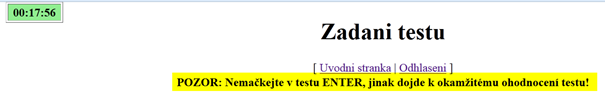 00:17:56
Zadani testu
[ Uvodni stranka | Odhlaseni ]
POZOR: Nemačkejte v testu ENTER, jinak dojde k okamžitému ohodnocení testu!